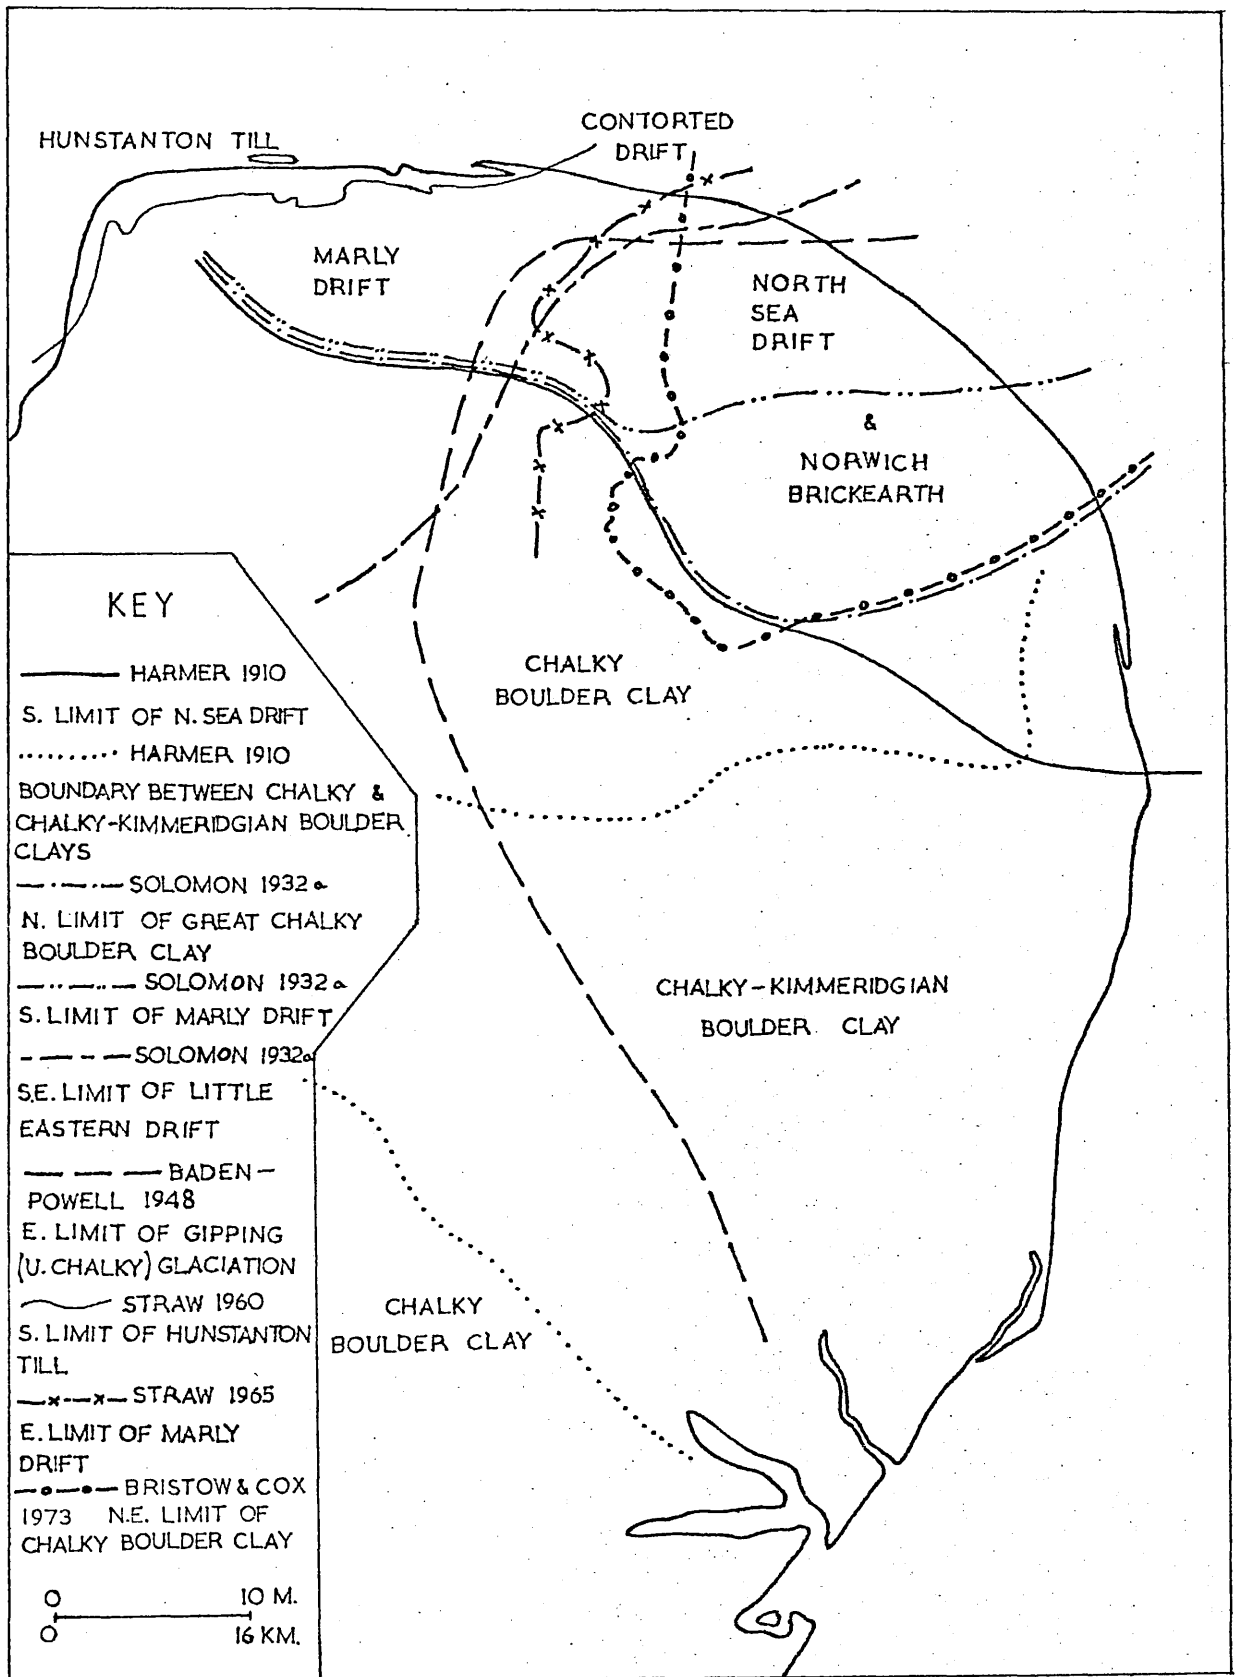 HUNSTANTON TILL
CONTORTED
DRIFT
MARLY
DRIFT
NORTH
SEA
DRIFT
&
NORWICH
BRICKEARTH
CHALKY
BOULDER CLAY
CHALKY-KIMMERIDGIAN
BOULDER CLAY
CHALKY
BOULDER CLAY
KEY
HARMER 1910
S. LIMIT OF N. SEA DRIFT
HARMER 1910
BOUNDARY BETWEEN CHALKY &
CHALKY-KIMMERIDGIAN BOULDER
CLAYS
SOLOMON 1932a
N. LIMIT OF GREAT CHALKY
BOULDER CLAY
SOLOMON 1932a
S. LIMIT OF MARLY DRIFT
SOLOMON 1932a
S.E. LIMIT OF LITTLE
EASTERN DRIFT
BADEN-
POWELL 1948
E. LIMIT OF GIPPING
(U. CHALKY) GLACIATION
STRAW 1960
S. LIMIT OF HUNSTANTON
TILL
STRAW 1965
E. LIMIT OF MARLY
DRIFT
BRISTOW & COX
1973 N.E. LIMIT OF
CHALKY BOULDER CLAY
0 10 M.
0 16 KM.